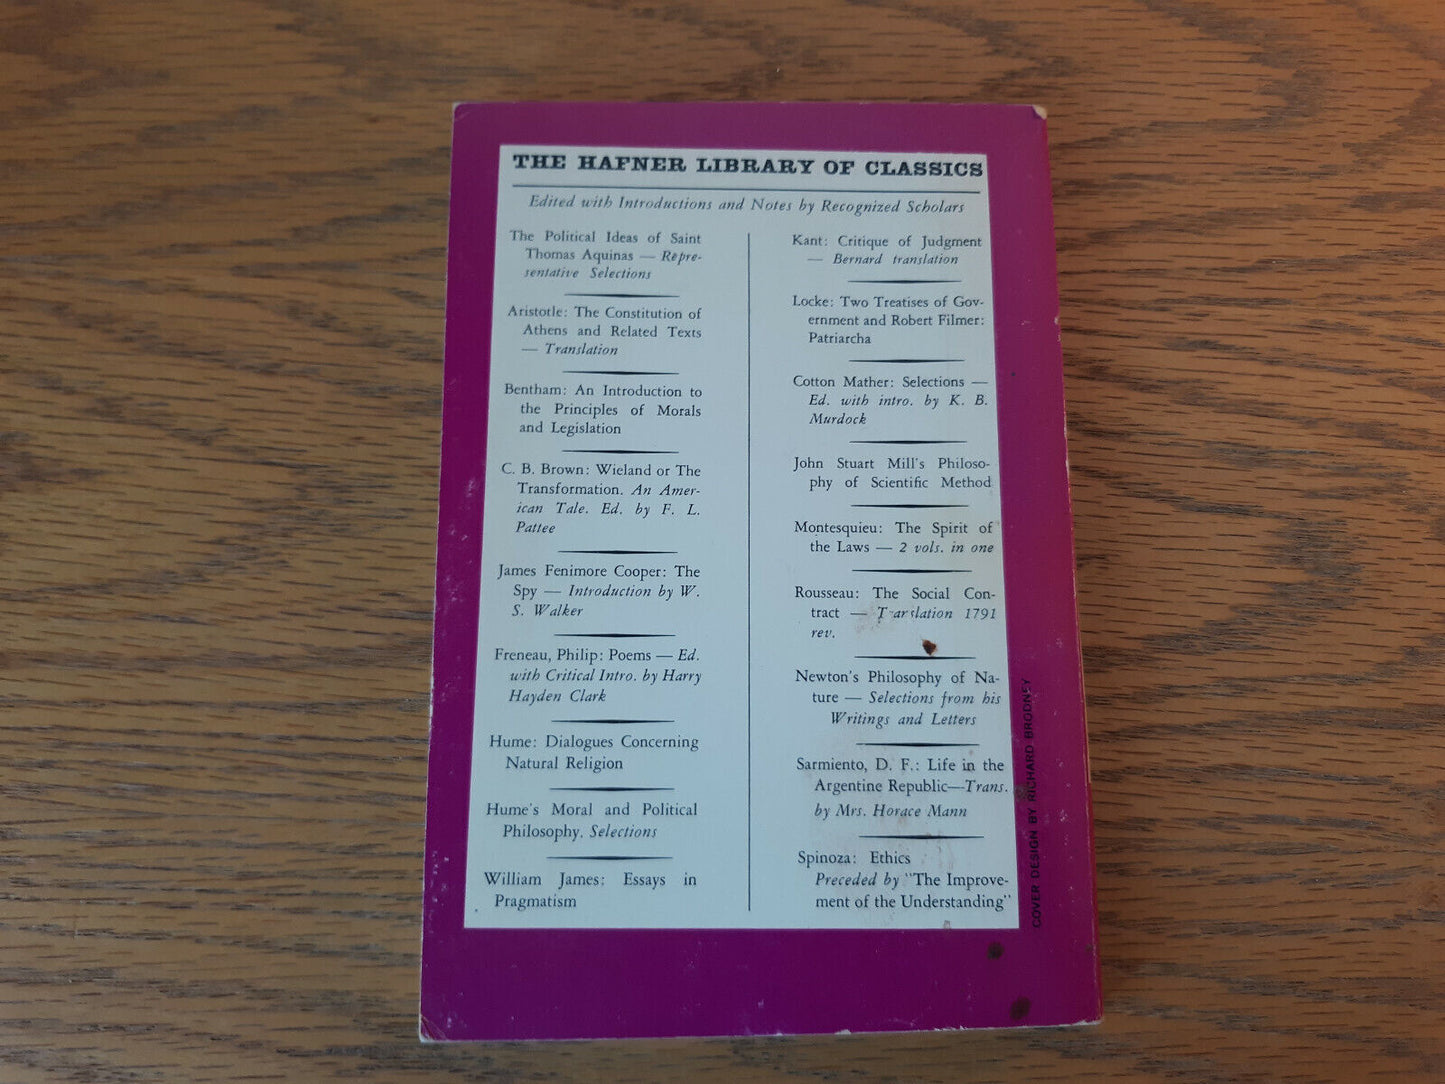 THE HAFNER LIBRARY OF CLASSICS
Edited with Introductions and Notes by Recognized Scholars
The Political Ideas of Saint
Thomas Aquinas — Repre-
sentative Selections
Aristotle: The Constitution of
Athens and Related Texts
— Translation
Bentham: An Introduction to
the Principles of Morals
and Legislation
C. B. Brown: Wieland or The
Transformation. An Amer-
ican Tale. Ed. by F. L.
Pattee
James Fenimore Cooper: The
Spy — Introduction by W.
S. Walker
Freneau, Philip: Poems — Ed.
with Critical Intro. by Harry
Hayden Clark
Hume: Dialogues Concerning
Natural Religion
Hume's Moral and Political
Philosophy. Selections
William James: Essays in
Pragmatism
Kant: Critique of Judgment
— Bernard translation
Locke: Two Treatises of Gov-
ernment and Robert Filmer:
Patriarcha
Cotton Mather: Selections —
Ed. with intro. by K. B.
Murdock
John Stuart Mill's Philoso-
phy of Scientific Method
Montesquieu: The Spirit of
the Laws — 2 vols. in one
Rousseau: The Social Con-
tract — Translation 1791
rev.
Newton's Philosophy of Na-
ture — Selections from his
Writings and Letters
Sarmiento, D. F.: Life in the
Argentine Republic—Trans.
by Mrs. Horace Mann
Spinoza: Ethics
Preceded by "The Improve-
ment of the Understanding"
COVER DESIGN BY RICHARD BRODNEY